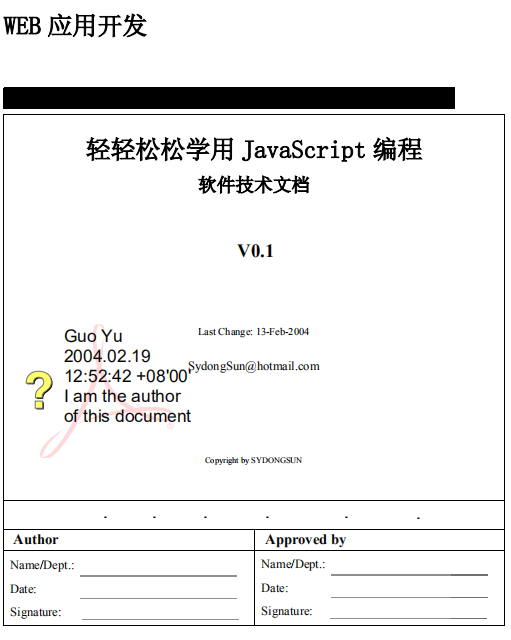 WEB 应用开发
轻轻松松学用 JavaScript 编程
软件技术文档
V0.1
Last Change: 13-Feb-2004
SydongSun@hotmail.com
Guo Yu
2004.02.19
12:52:42 +08'00'
I am the author
of this document
?
Copyright by SYDONGSUN
Author
Approved by
Name/Dept.:
Name/Dept.:
Date:
Date:
Signature:
Signature: